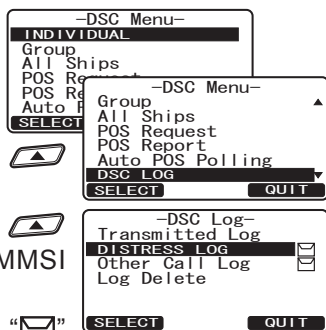 -DSC Menu-
INDIVIDUAL
Group
All Ships
POS Request
POS Re
Auto P
SELECT
-DSC Menu-
Group
All Ships
POS Request
POS Report
Auto POS Polling
DSC LOG
SELECT QUIT
-DSC Log-
Transmitted Log
DISTRESS LOG
Other Call Log
Log Delete
SELECT QUIT
MMSI
“ ”